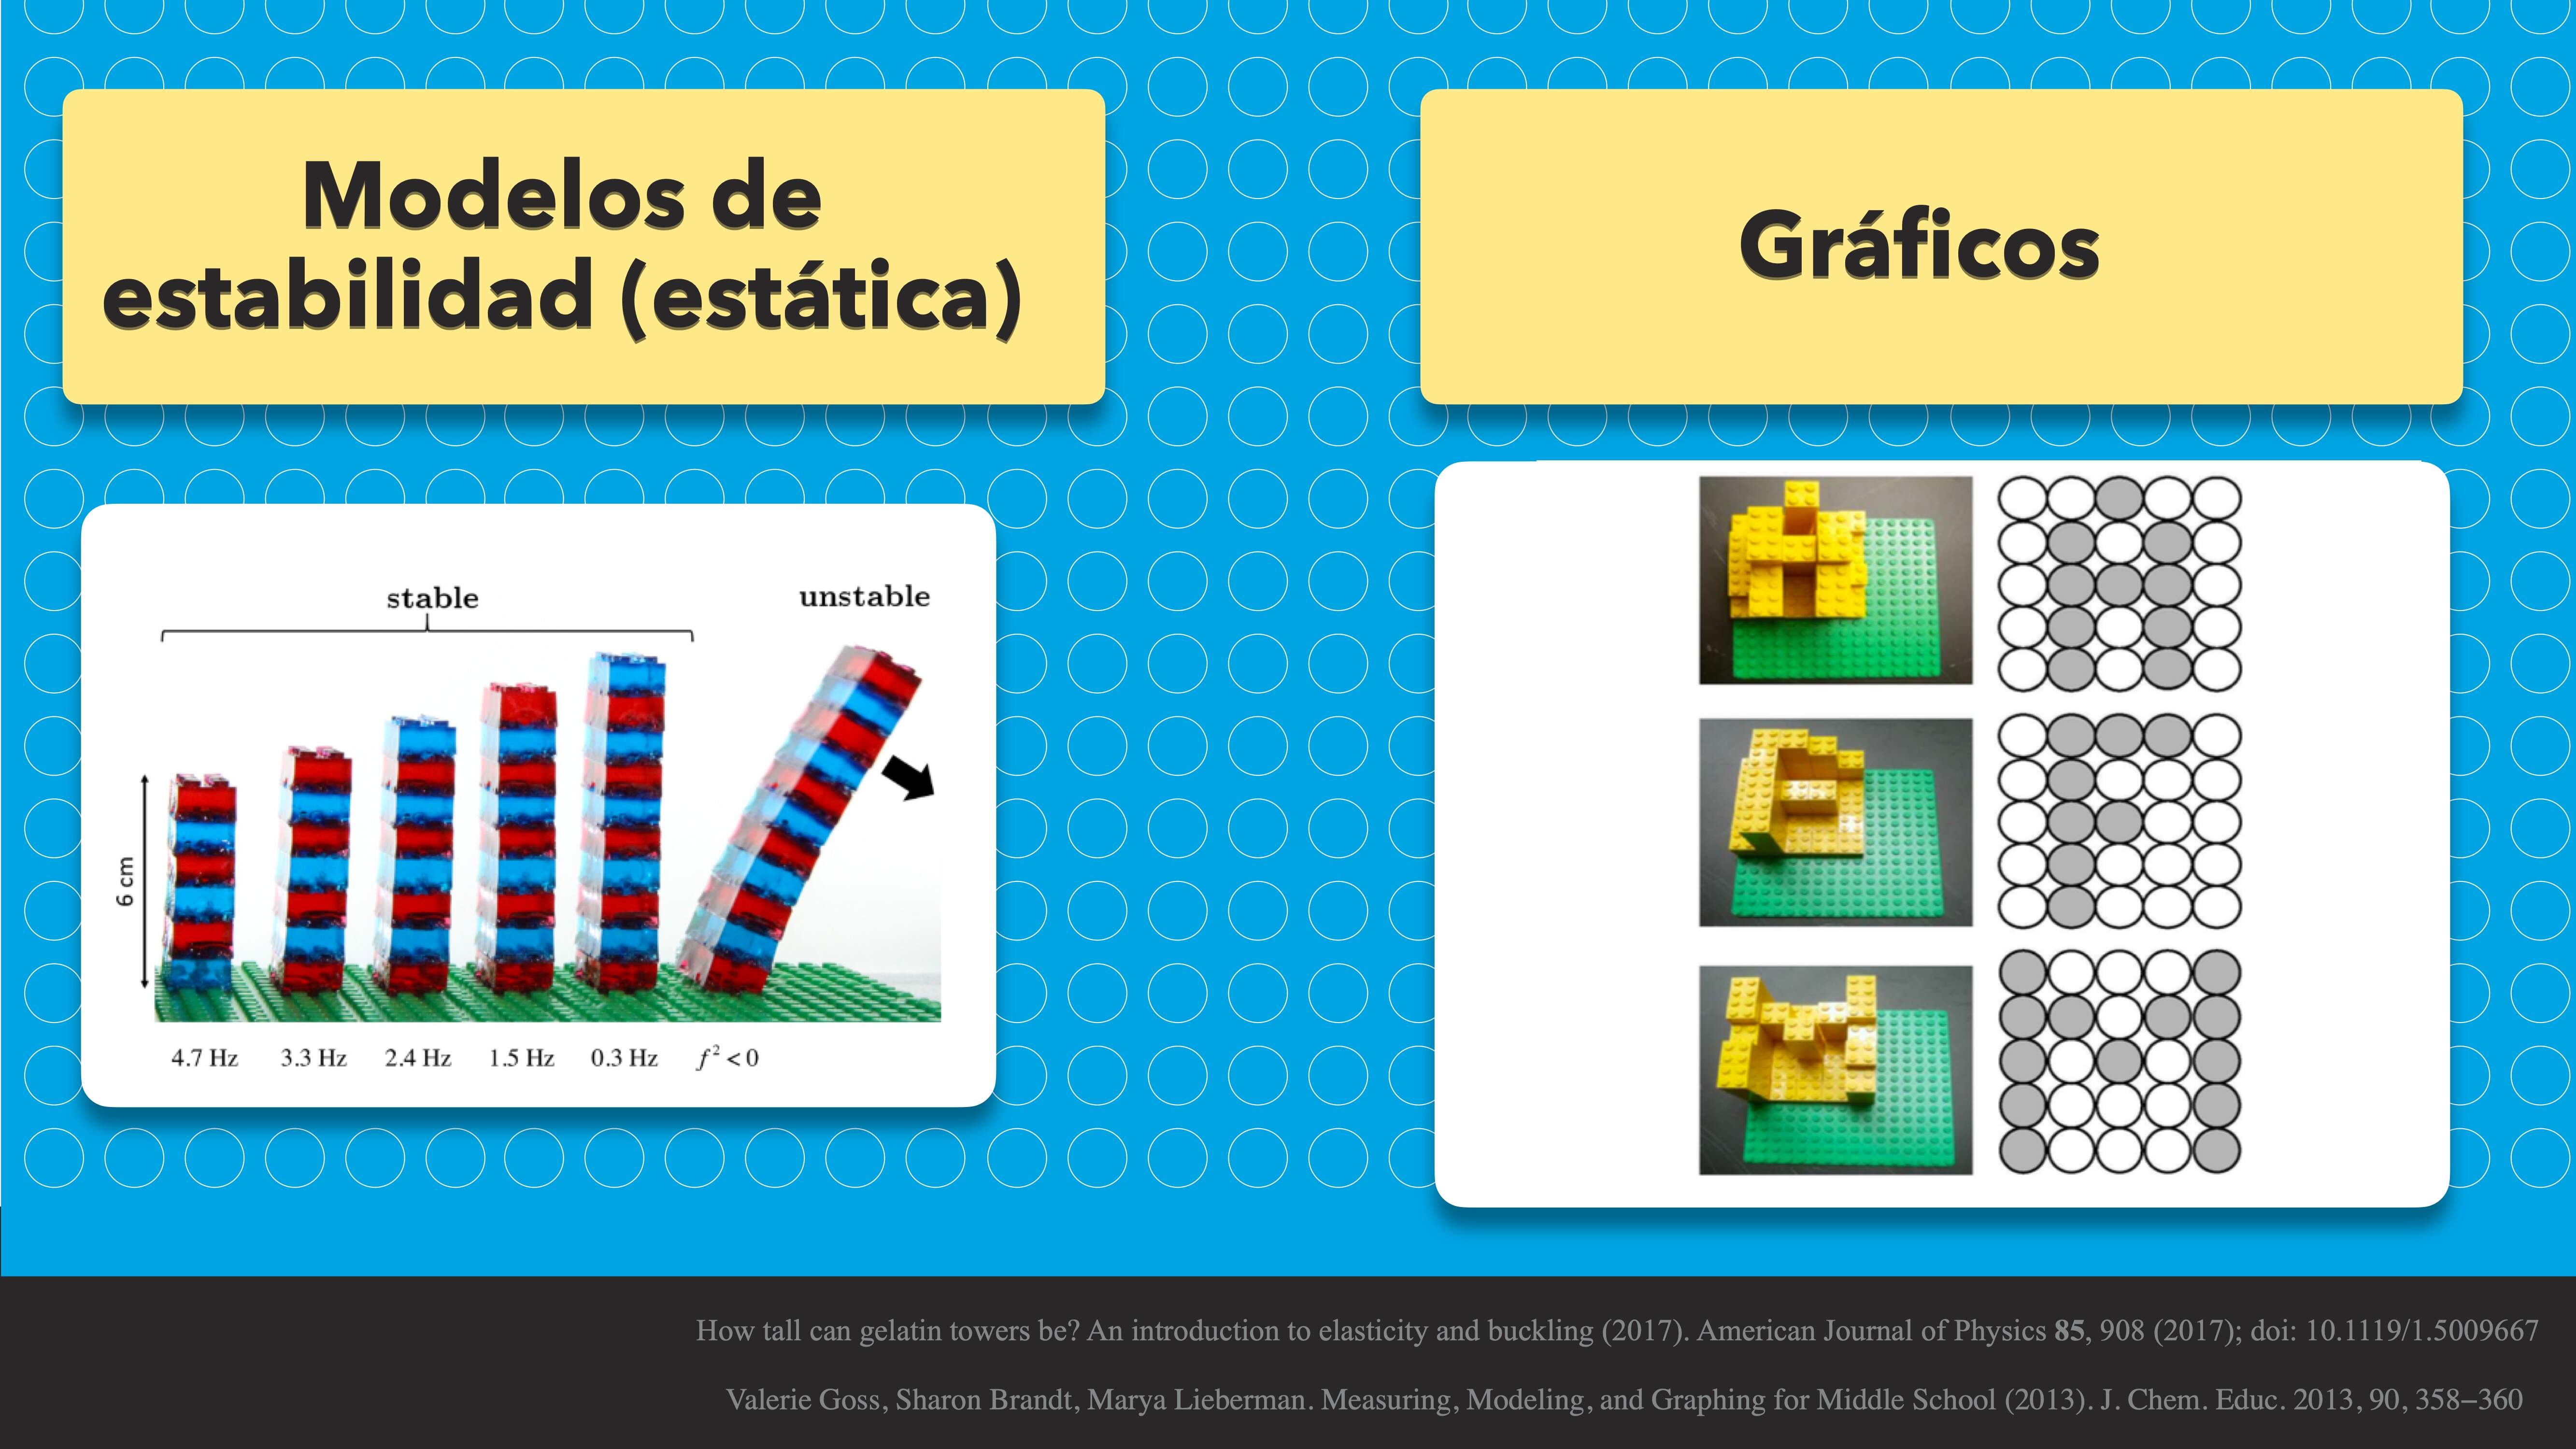 Modelos de
estabilidad (estática)
Gráficos
stable
unstable
6 cm
4.7 Hz 3.3 Hz 2.4 Hz 1.5 Hz 0.3 Hz f² < 0
How tall can gelatin towers be? An introduction to elasticity and buckling (2017). American Journal of Physics 85, 908 (2017); doi: 10.1119/1.5009667
Valerie Goss, Sharon Brandt, Marya Lieberman. Measuring, Modeling, and Graphing for Middle School (2013). J. Chem. Educ. 2013, 90, 358−360